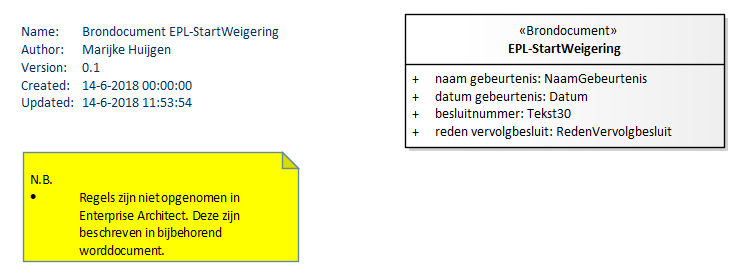 Name: Brondocument EPL-StartWeigering
Author: Marijke Huijgen
Version: 0.1
Created: 14-6-2018 00:00:00
Updated: 14-6-2018 11:53:54
«Brondocument»
EPL-StartWeigering
+ naam gebeurtenis: NaamGebeurtenis
+ datum gebeurtenis: Datum
+ besluitnummer: Tekst30
+ reden vervolgbesluit: RedenVervolgbesluit
N.B.
• Regels zijn niet opgenomen in
Enterprise Architect. Deze zijn
beschreven in bijbehorend
worddocument.